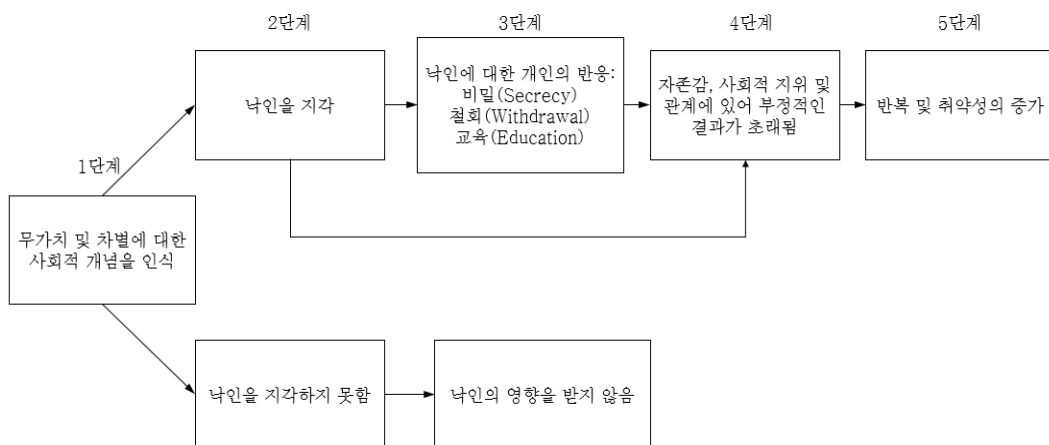 2단계
3단계
4단계
5단계
낙인을 지각
낙인에 대한 개인의 반응:
비밀(Secrecy)
철회(Withdrawal)
교육(Education)
자존감, 사회적 지위 및
관계에 있어 부정적인
결과가 초래됨
반복 및 취약성의 증가
1단계
무가치 및 차별에 대한
사회적 개념을 인식
낙인을 지각하지 못함
낙인의 영향을 받지 않음